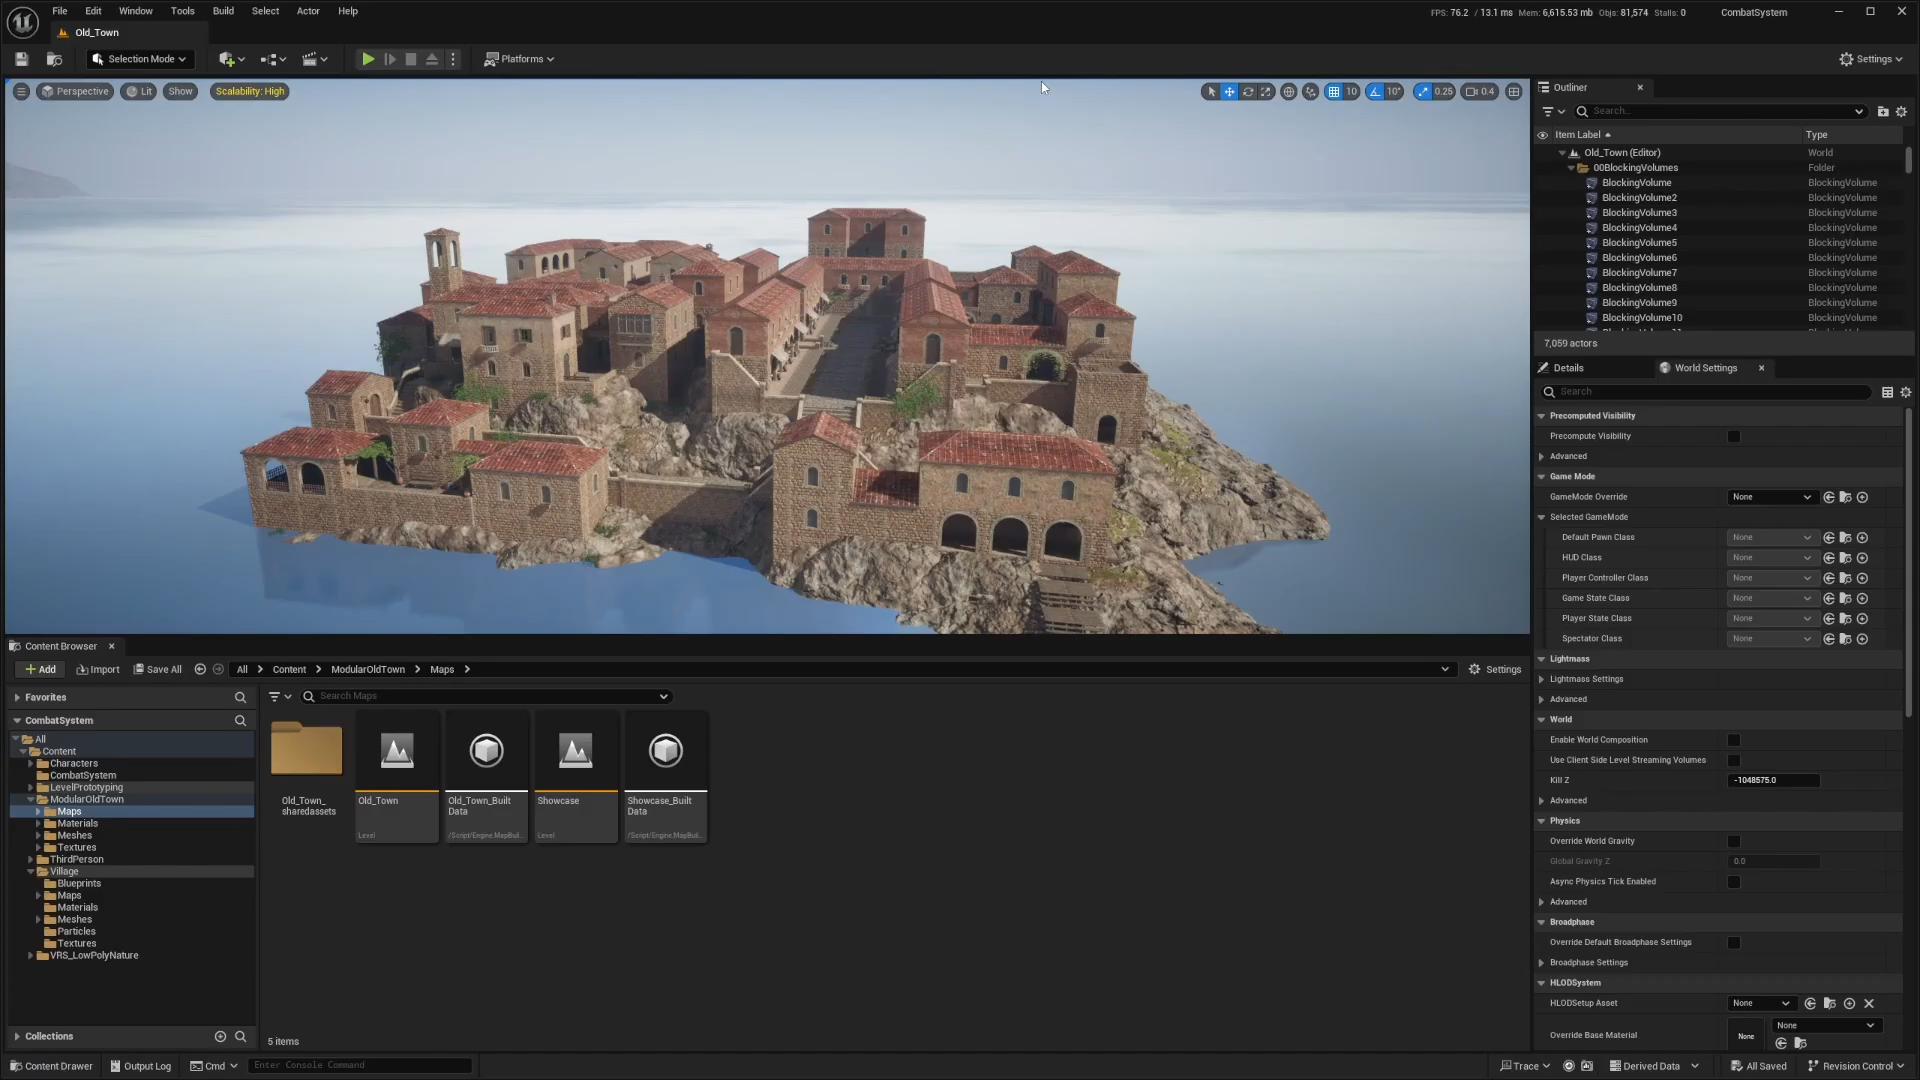 File Edit Window Tools Build Select Actor Help
FPS: 76.2 / 13.1 ms Mem: 6,615.53 mb Objs: 81,574 Stalls: 0 CombatSystem
Old_Town
Selection Mode Platforms Settings
Perspective Lit Show Scalability: High 10 10° 0.25 0.4
Outliner
Search...
Item Label Type
Old_Town (Editor) World
00BlockingVolumes Folder
BlockingVolume BlockingVolume
BlockingVolume2 BlockingVolume
BlockingVolume3 BlockingVolume
BlockingVolume4 BlockingVolume
BlockingVolume5 BlockingVolume
BlockingVolume6 BlockingVolume
BlockingVolume7 BlockingVolume
BlockingVolume8 BlockingVolume
BlockingVolume9 BlockingVolume
BlockingVolume10 BlockingVolume
7,059 actors
Details World Settings
Search
Precomputed Visibility
Precompute Visibility
Advanced
Game Mode
GameMode Override None
Selected GameMode
Default Pawn Class None
HUD Class None
Player Controller Class None
Game State Class None
Player State Class None
Spectator Class None
Lightmass
Lightmass Settings
Advanced
World
Enable World Composition
Use Client Side Level Streaming Volumes
Kill Z -1048575.0
Advanced
Physics
Override World Gravity
Global Gravity Z 0.0
Async Physics Tick Enabled
Advanced
Broadphase
Override Default Broadphase Settings
Broadphase Settings
HLODSystem
HLODSetup Asset None
Override Base Material None None
Content Browser
Add Import Save All All Content ModularOldTown Maps Settings
Favorites
Search Maps
CombatSystem
All
Content
Characters
CombatSystem
LevelPrototyping
ModularOldTown
Maps
Materials
Meshes
Textures
ThirdPerson
Village
Blueprints
Maps
Materials
Meshes
Particles
Textures
VRS_LowPolyNature
Collections
Old_Town_
sharedassets
Old_Town
Level
Old_Town_Built
Data
/Script/Engine.MapBuil...
Showcase
Level
Showcase_Built
Data
/Script/Engine.MapBuil...
5 items
Content Drawer Output Log Cmd Enter Console Command Trace Derived Data All Saved Revision Control